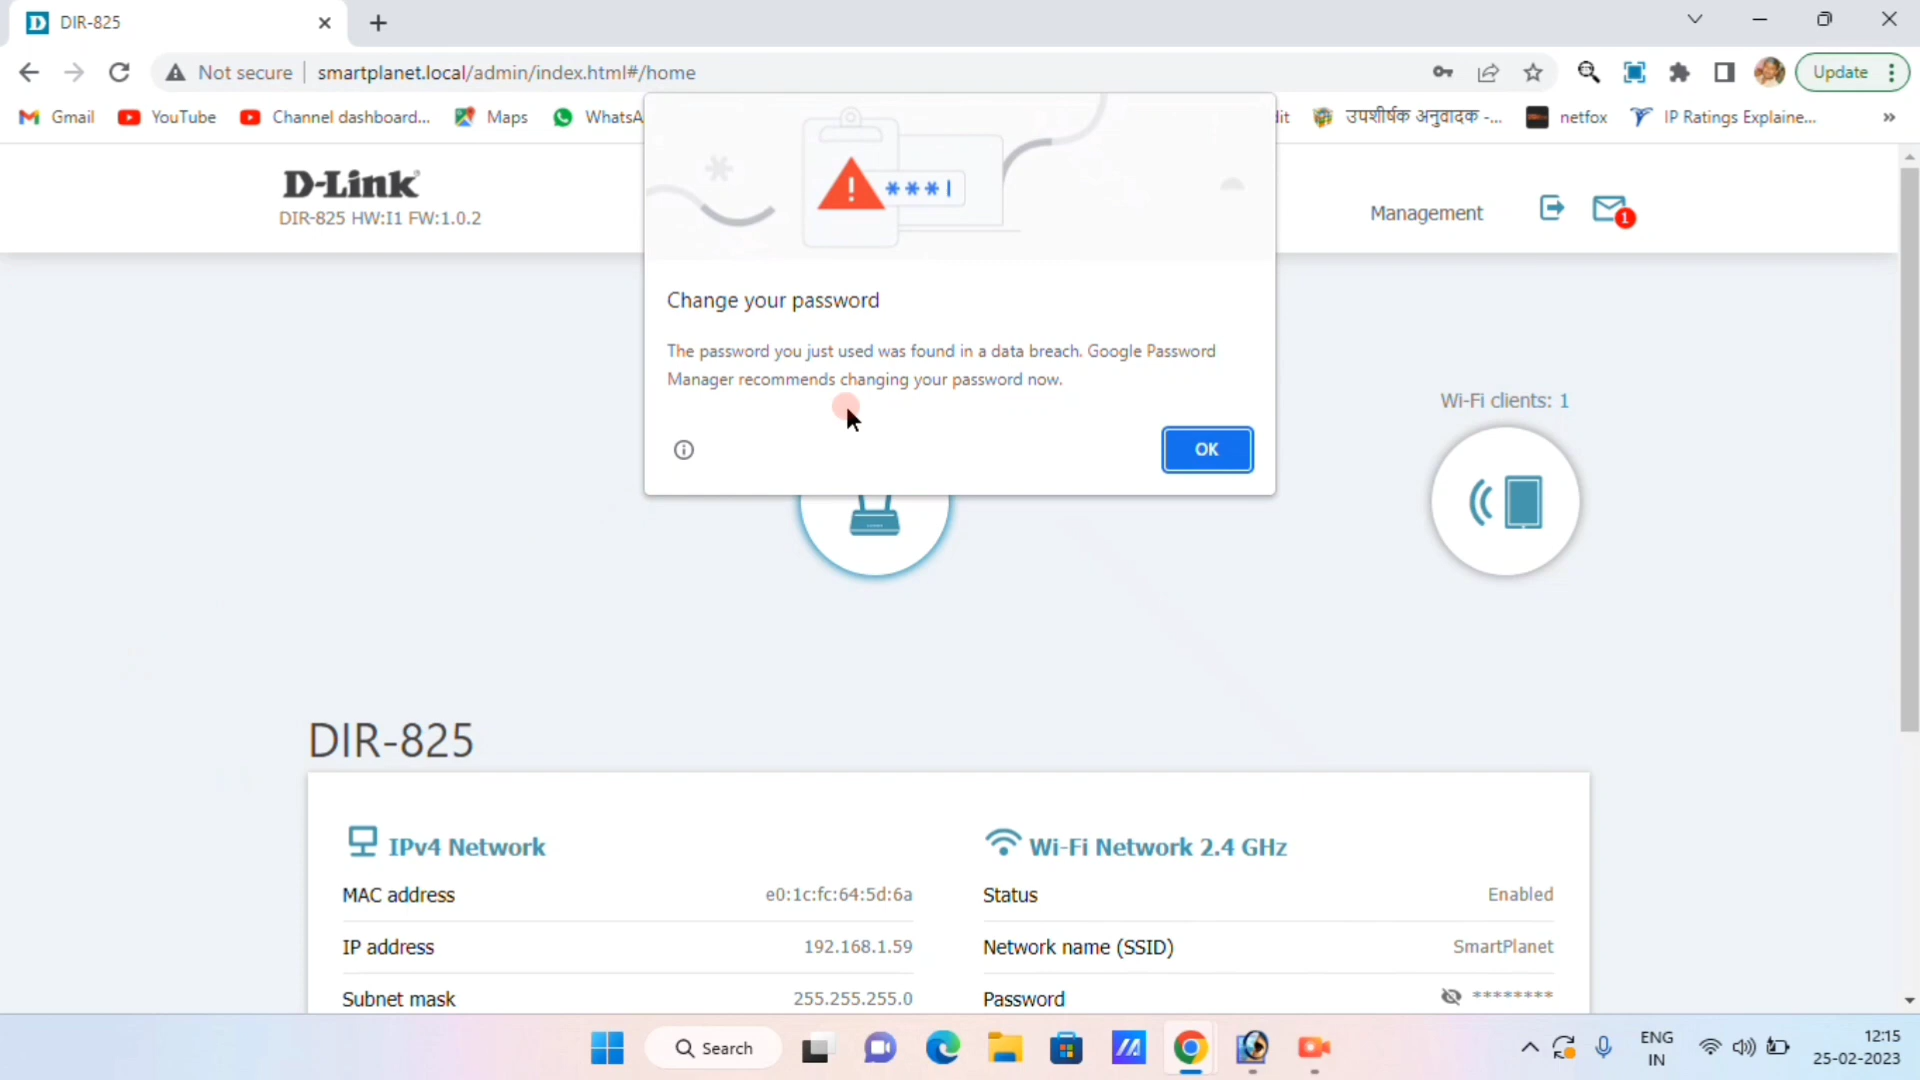 DIR-825
Not secure
smartplanet.local/admin/index.html#/home
Update
Gmail
YouTube
Channel dashboard...
Maps
WhatsA
dit
उपशीर्षक अनुवादक -...
netfox
IP Ratings Explaine...
»
D-Link
DIR-825 HW:I1 FW:1.0.2
Management
1
***|
Change your password
The password you just used was found in a data breach. Google Password
Manager recommends changing your password now.
OK
Wi-Fi clients: 1
DIR-825
IPv4 Network
MAC address e0:1c:fc:64:5d:6a
IP address 192.168.1.59
Subnet mask 255.255.255.0
Wi-Fi Network 2.4 GHz
Status Enabled
Network name (SSID) SmartPlanet
Password ********
Search
ENG
IN
12:15
25-02-2023